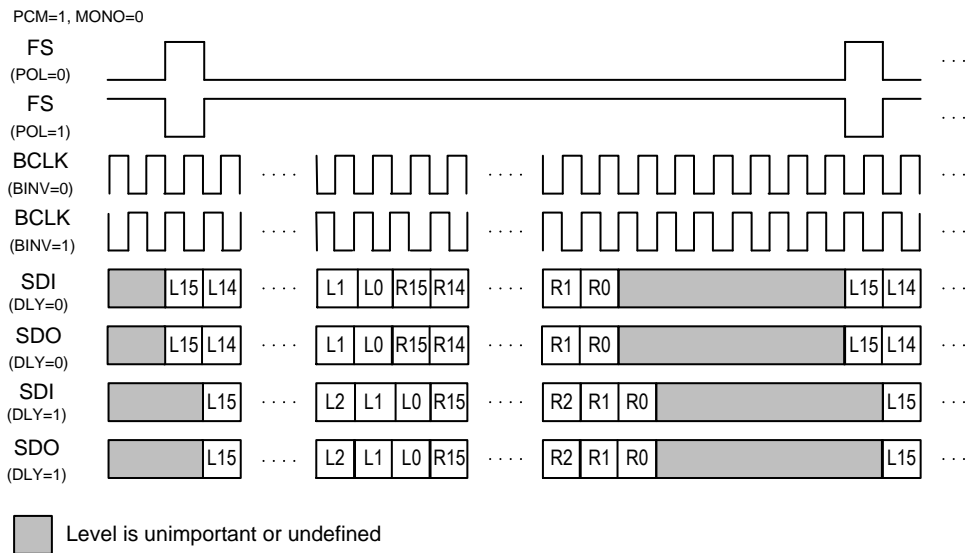 PCM=1, MONO=0
FS
(POL=0)
. . .
FS
(POL=1)
. . .
BCLK
(BINV=0)
. . . . . . . . . . .
BCLK
(BINV=1)
. . . . . . . . . . .
SDI
(DLY=0)
L15 L14 . . . . L1 L0 R15 R14 . . . . R1 R0 L15 L14 . . .
SDO
(DLY=0)
L15 L14 . . . . L1 L0 R15 R14 . . . . R1 R0 L15 L14 . . .
SDI
(DLY=1)
L15 . . . . L2 L1 L0 R15 . . . . R2 R1 R0 L15 . . .
SDO
(DLY=1)
L15 . . . . L2 L1 L0 R15 . . . . R2 R1 R0 L15 . . .
Level is unimportant or undefined